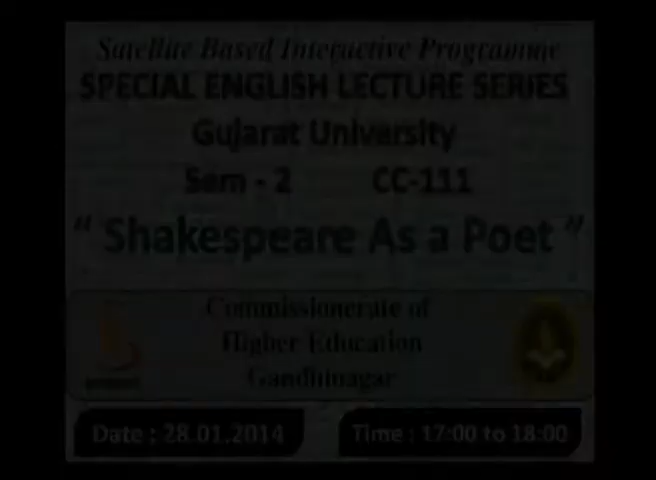 Satellite Based Interactive Programme
SPECIAL ENGLISH LECTURE SERIES
Gujarat University
Sem - 2 CC-111
“ Shakespeare As a Poet ”
Commissionerate of
Higher Education
Gandhinagar
Date : 28.01.2014 Time : 17:00 to 18:00